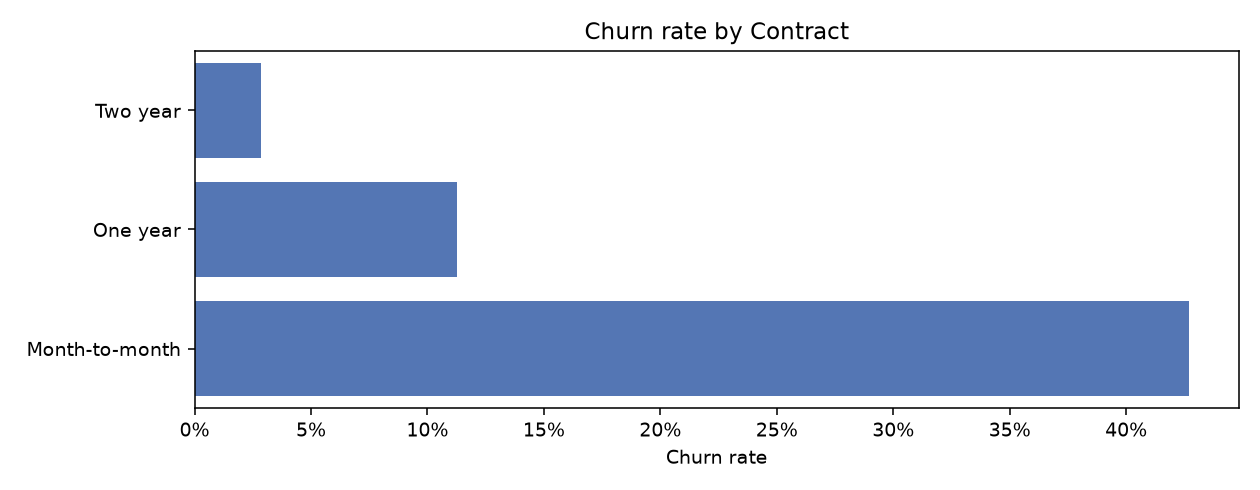 Churn rate by Contract
Two year
One year
Month-to-month
0% 5% 10% 15% 20% 25% 30% 35% 40%
Churn rate